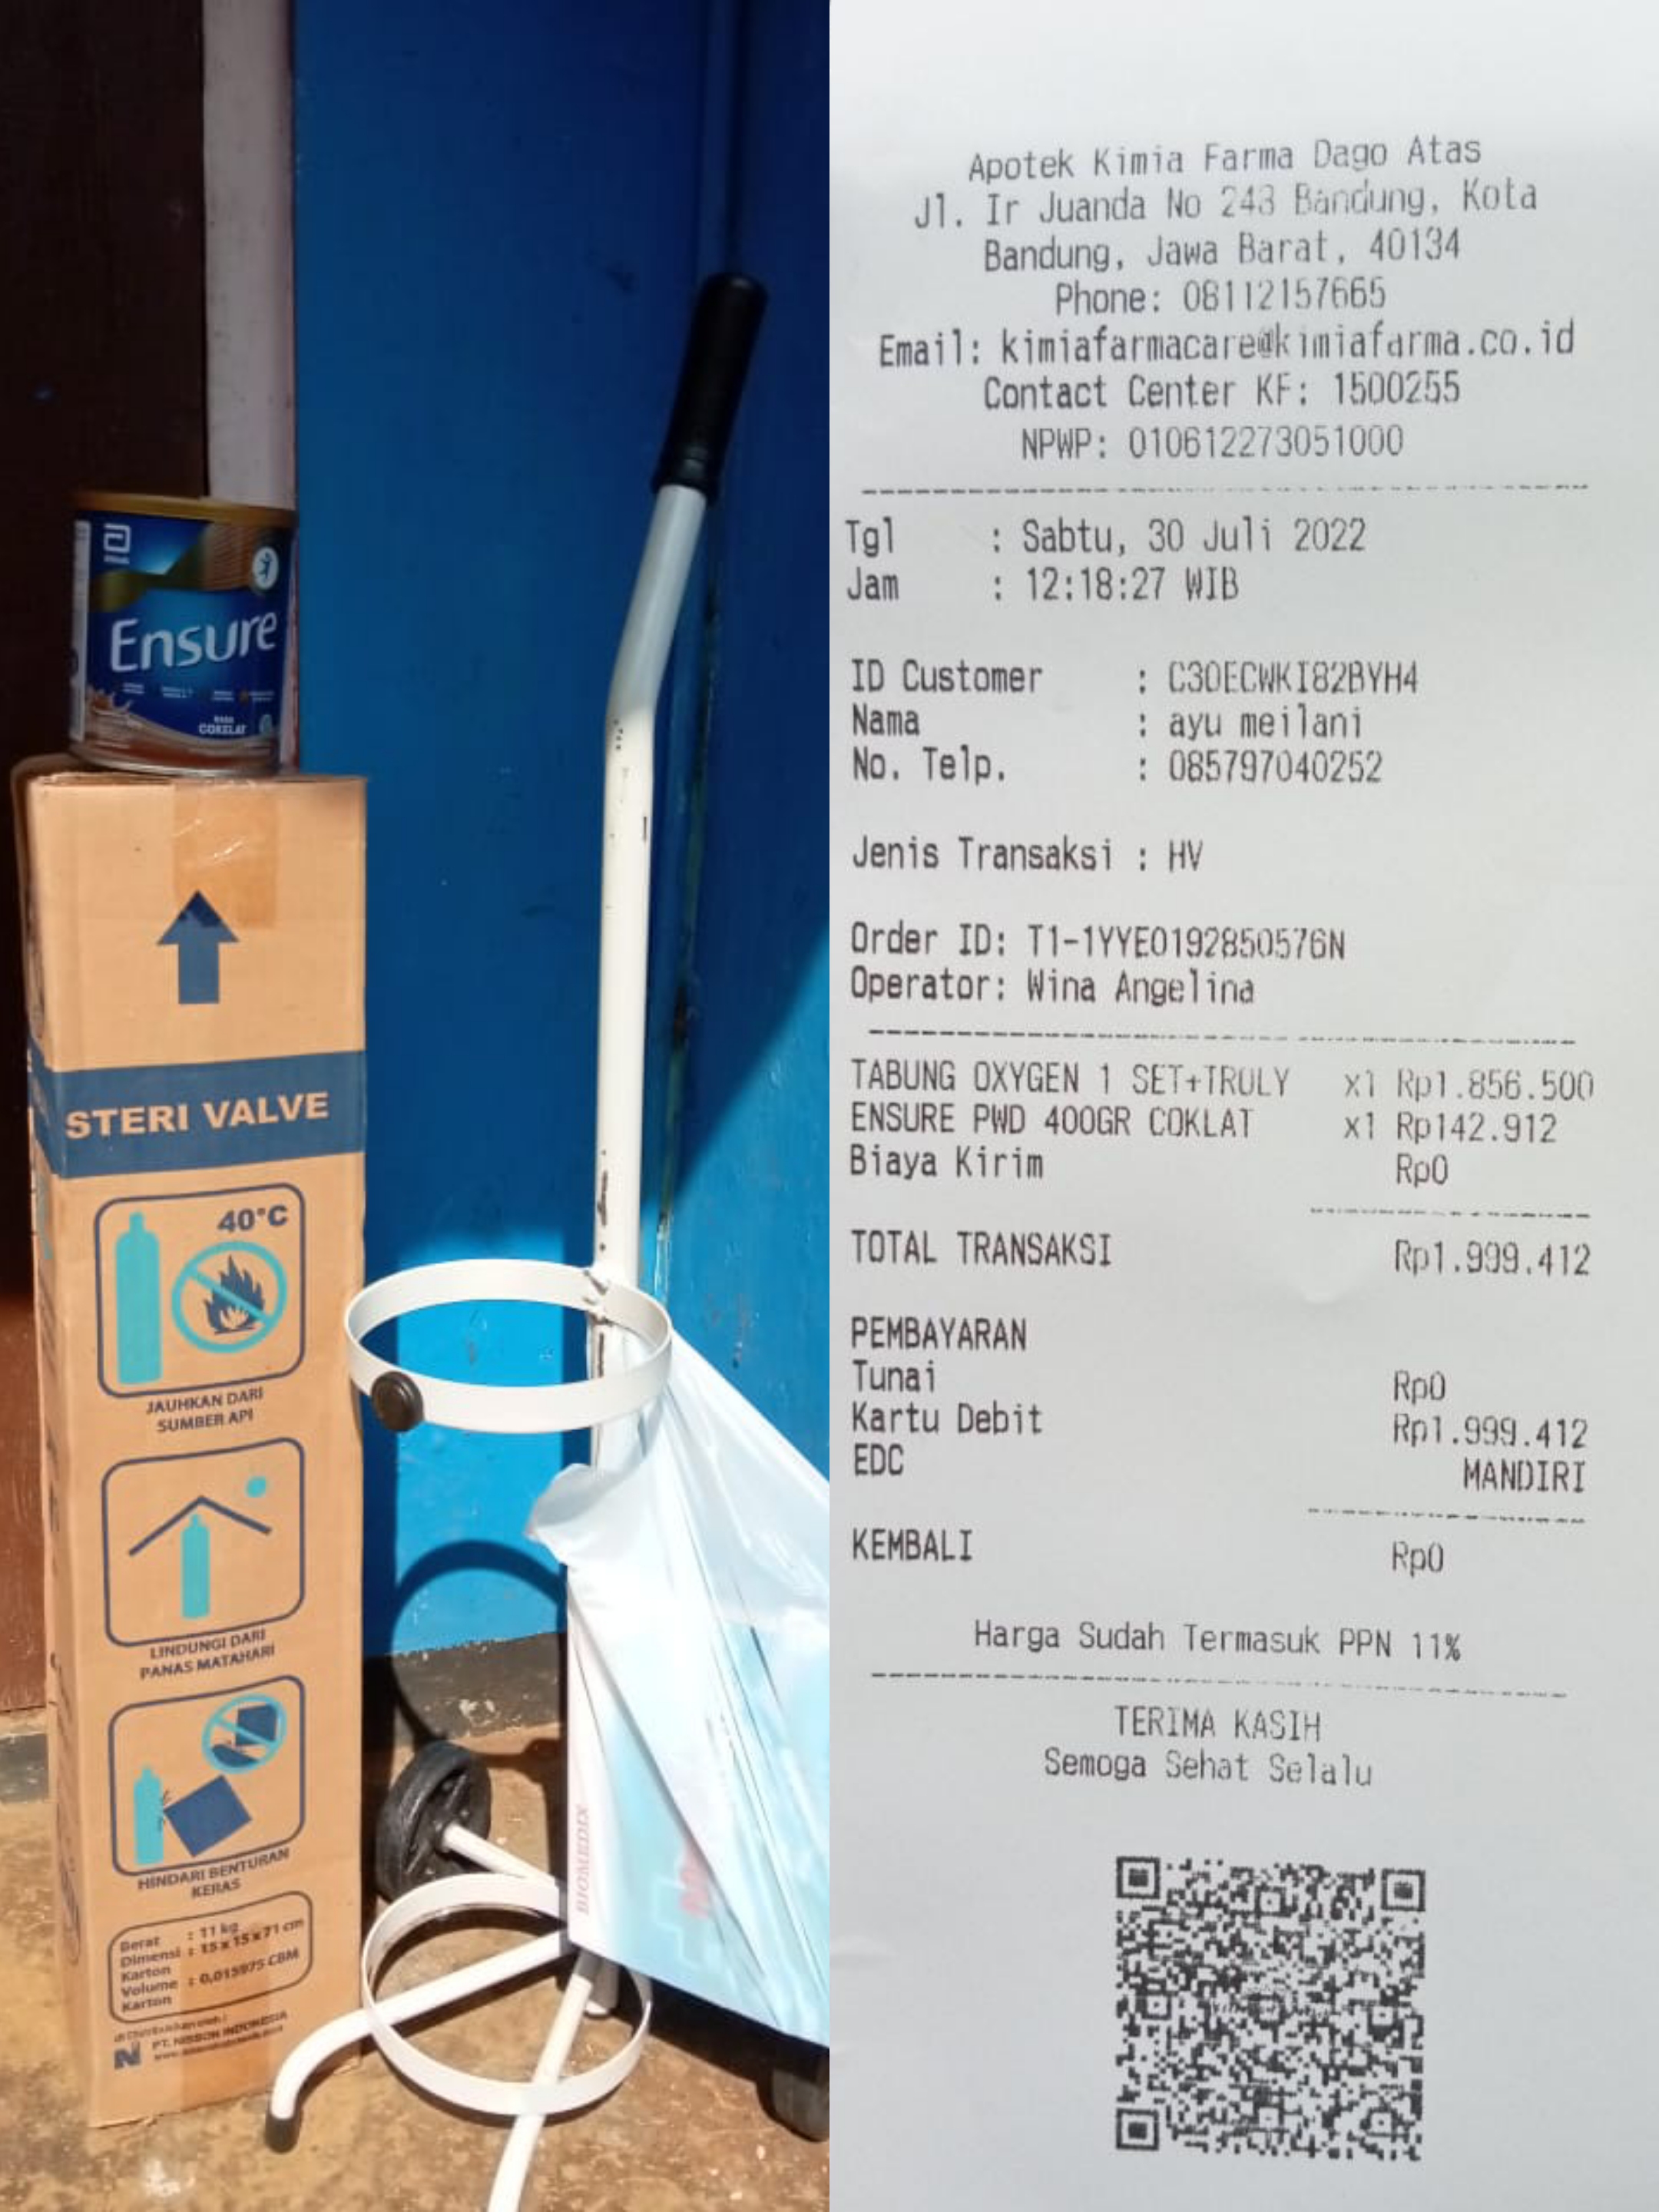 Ensure
RASA
COKELAT
STERI VALVE
40°C
JAUHKAN DARI
SUMBER API
LINDUNGI DARI
PANAS MATAHARI
HINDARI BENTURAN
KERAS
Berat : 11 kg
Dimensi : 15 x 15 x 71 cm
Karton
Volume : 0,015975 CBM
Karton
N PT. NISSON INDONESIA
BIOMEDIX
Apotek Kimia Farma Dago Atas
Jl. Ir Juanda No 243 Bandung, Kota
Bandung, Jawa Barat, 40134
Phone: 08112157665
Email: kimiafarmacare@kimiafarma.co.id
Contact Center KF: 1500255
NPWP: 010612273051000
Tgl : Sabtu, 30 Juli 2022
Jam : 12:18:27 WIB
ID Customer : C30ECWKI82BYH4
Nama : ayu meilani
No. Telp. : 085797040252
Jenis Transaksi : HV
Order ID: T1-1YYE0192850576N
Operator: Wina Angelina
TABUNG OXYGEN 1 SET+TRULY x1 Rp1.856.500
ENSURE PWD 400GR COKLAT x1 Rp142.912
Biaya Kirim Rp0
TOTAL TRANSAKSI Rp1.999.412
PEMBAYARAN
Tunai Rp0
Kartu Debit Rp1.999.412
EDC MANDIRI
KEMBALI Rp0
Harga Sudah Termasuk PPN 11%
TERIMA KASIH
Semoga Sehat Selalu